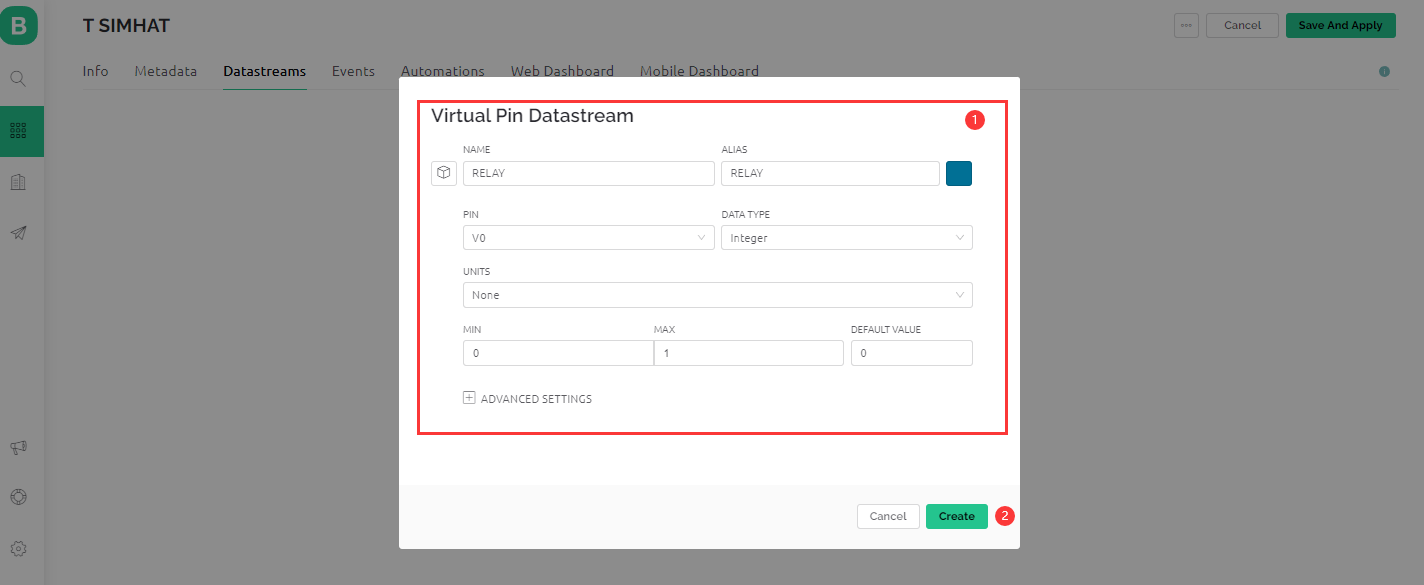 B
T SIMHAT
Cancel
Save And Apply
Info Metadata Datastreams Events Automations Web Dashboard Mobile Dashboard
Virtual Pin Datastream
1
NAME ALIAS
RELAY RELAY
PIN DATA TYPE
V0 Integer
UNITS
None
MIN MAX DEFAULT VALUE
0 1 0
ADVANCED SETTINGS
Cancel Create 2